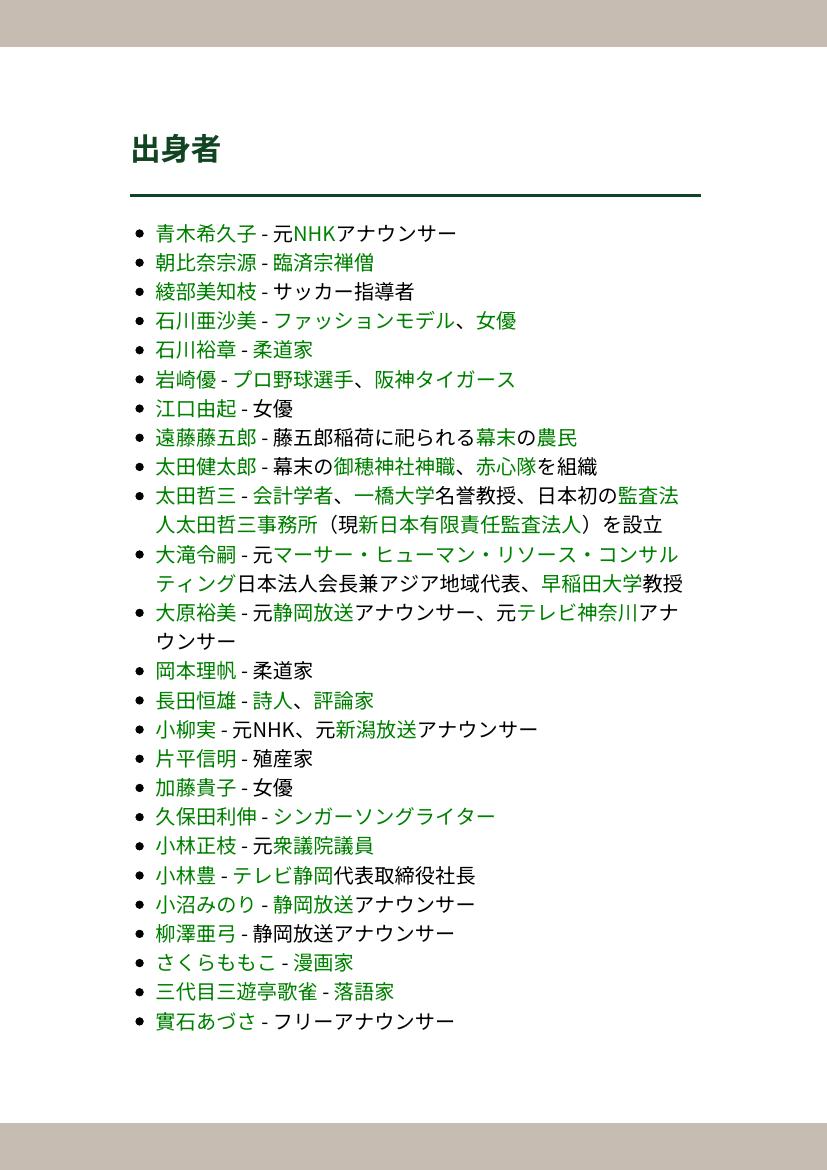 出身者
青木希久子 - 元NHKアナウンサー
朝比奈宗源 - 臨済宗禅僧
綾部美知枝 - サッカー指導者
石川亜沙美 - ファッションモデル、女優
石川裕章 - 柔道家
岩崎優 - プロ野球選手、阪神タイガース
江口由起 - 女優
遠藤藤五郎 - 藤五郎稲荷に祀られる幕末の農民
太田健太郎 - 幕末の御穂神社神職、赤心隊を組織
太田哲三 - 会計学者、一橋大学名誉教授、日本初の監査法
人太田哲三事務所（現新日本有限責任監査法人）を設立
大滝令嗣 - 元マーサー・ヒューマン・リソース・コンサル
ティング日本法人会長兼アジア地域代表、早稲田大学教授
大原裕美 - 元静岡放送アナウンサー、元テレビ神奈川アナ
ウンサー
岡本理帆 - 柔道家
長田恒雄 - 詩人、評論家
小柳実 - 元NHK、元新潟放送アナウンサー
片平信明 - 殖産家
加藤貴子 - 女優
久保田利伸 - シンガーソングライター
小林正枝 - 元衆議院議員
小林豊 - テレビ静岡代表取締役社長
小沼みのり - 静岡放送アナウンサー
柳澤亜弓 - 静岡放送アナウンサー
さくらももこ - 漫画家
三代目三遊亭歌雀 - 落語家
實石あづさ - フリーアナウンサー